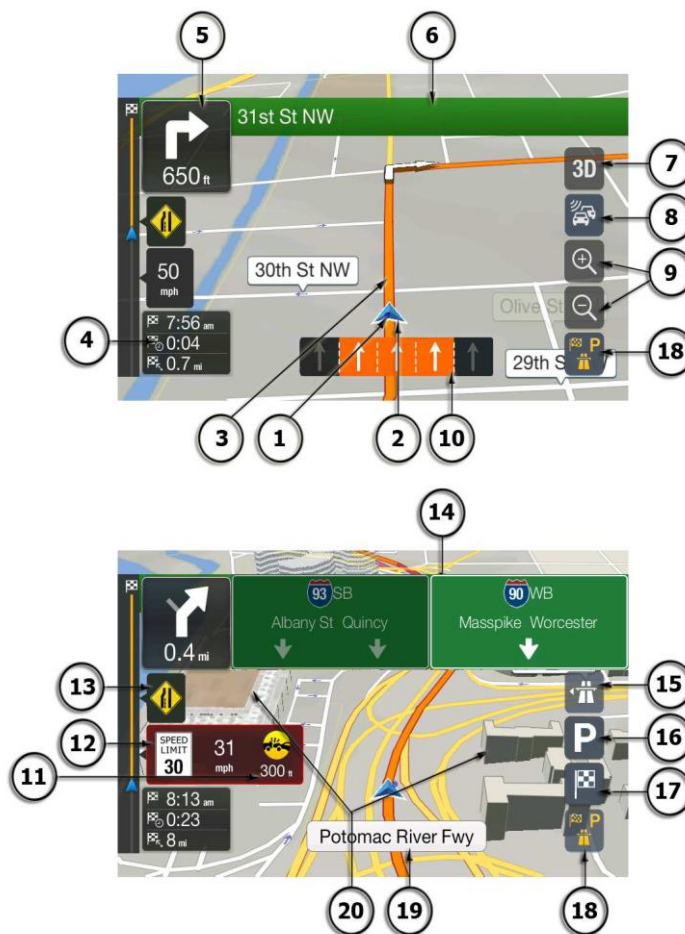 5
6
31st St NW
650 ft
3D
7
8
50
mph
30th St NW
9
Olive St
4
7:56 am
0:04
0.7 mi
P
18
29th S
3
1
2
10
14
93 SB
90 WB
Albany St Quincy
Masspike Worcester
0.4 mi
13
15
12
SPEED
LIMIT
30
31
mph
P
16
11
300 ft
17
8:13 am
0:23
8 mi
P
Potomac River Fwy
20
19
18